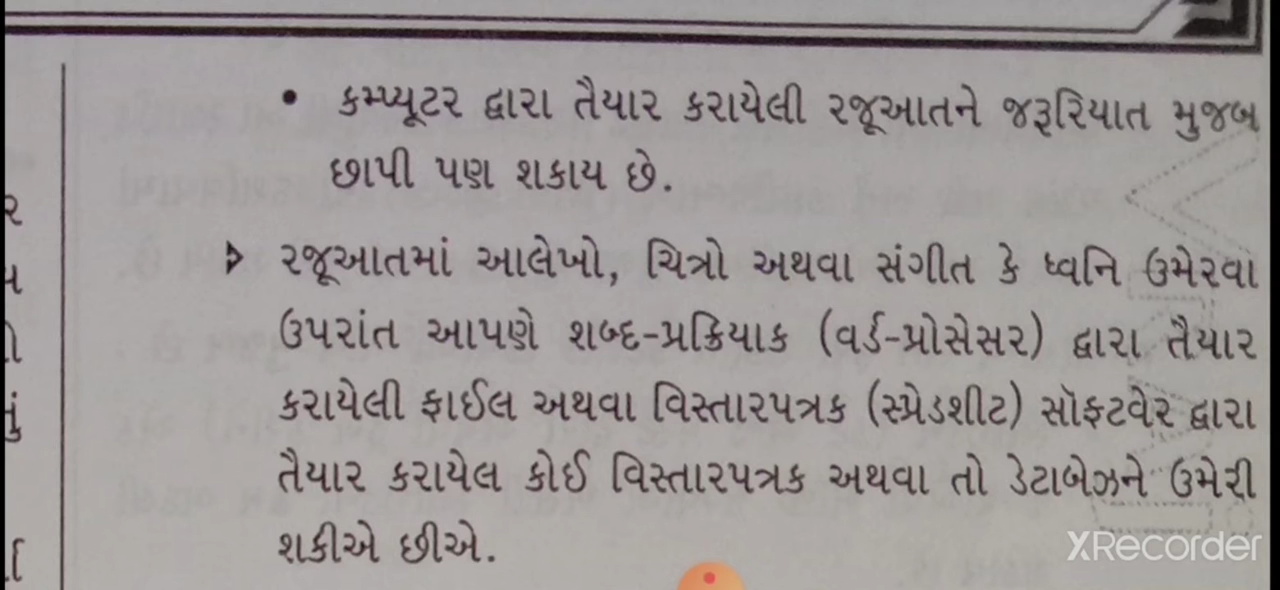 • કમ્પ્યૂટર દ્વારા તૈયાર કરાયેલી રજૂઆતને જરૂરિયાત મુજબ
છાપી પણ શકાય છે.
રજૂઆતમાં આલેખો, ચિત્રો અથવા સંગીત કે ધ્વનિ ઉમેરવા
ઉપરાંત આપણે શબ્દ-પ્રક્રિયાક (વર્ડ-પ્રોસેસર) દ્વારા તૈયાર
કરાયેલી ફાઈલ અથવા વિસ્તારપત્રક (સ્પ્રેડશીટ) સૉફ્ટવેર દ્વારા
તૈયાર કરાયેલ કોઈ વિસ્તારપત્રક અથવા તો ડેટાબેઝને ઉમેરી
શકીએ છીએ.
XRecorder